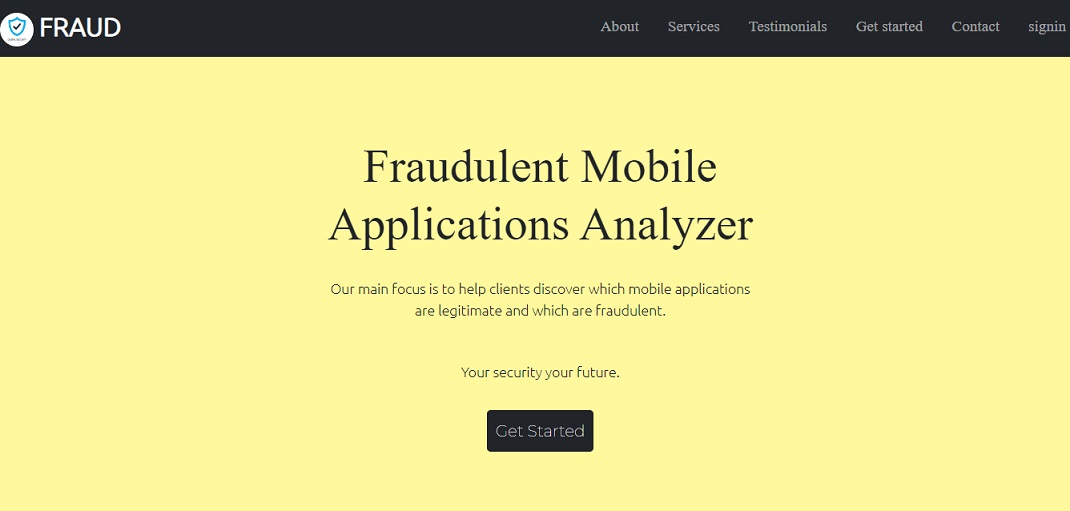 FRAUD
About Services Testimonials Get started Contact signin
Fraudulent Mobile
Applications Analyzer
Our main focus is to help clients discover which mobile applications
are legitimate and which are fraudulent.
Your security your future.
Get Started